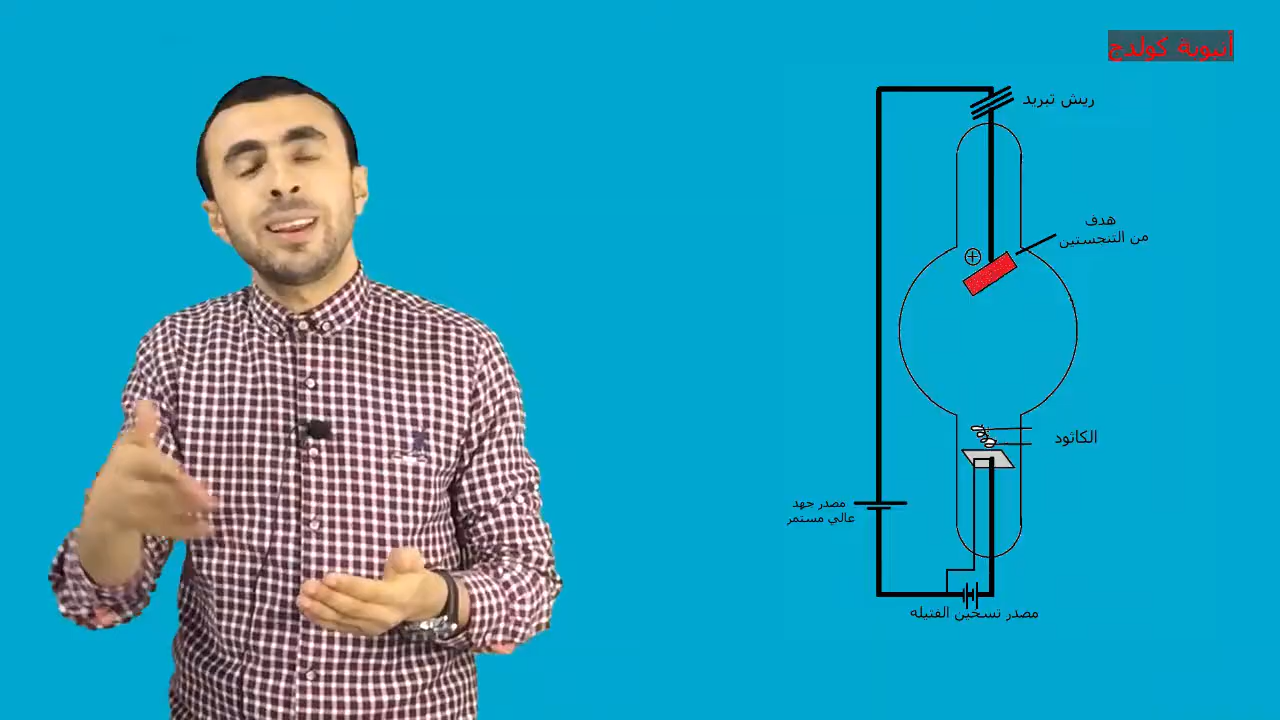 أنبوبة كولدج
ريش تبريد
هدف
من التنجستين
الكاثود
مصدر جهد
عالي مستمر
مصدر تسخين الفتيله